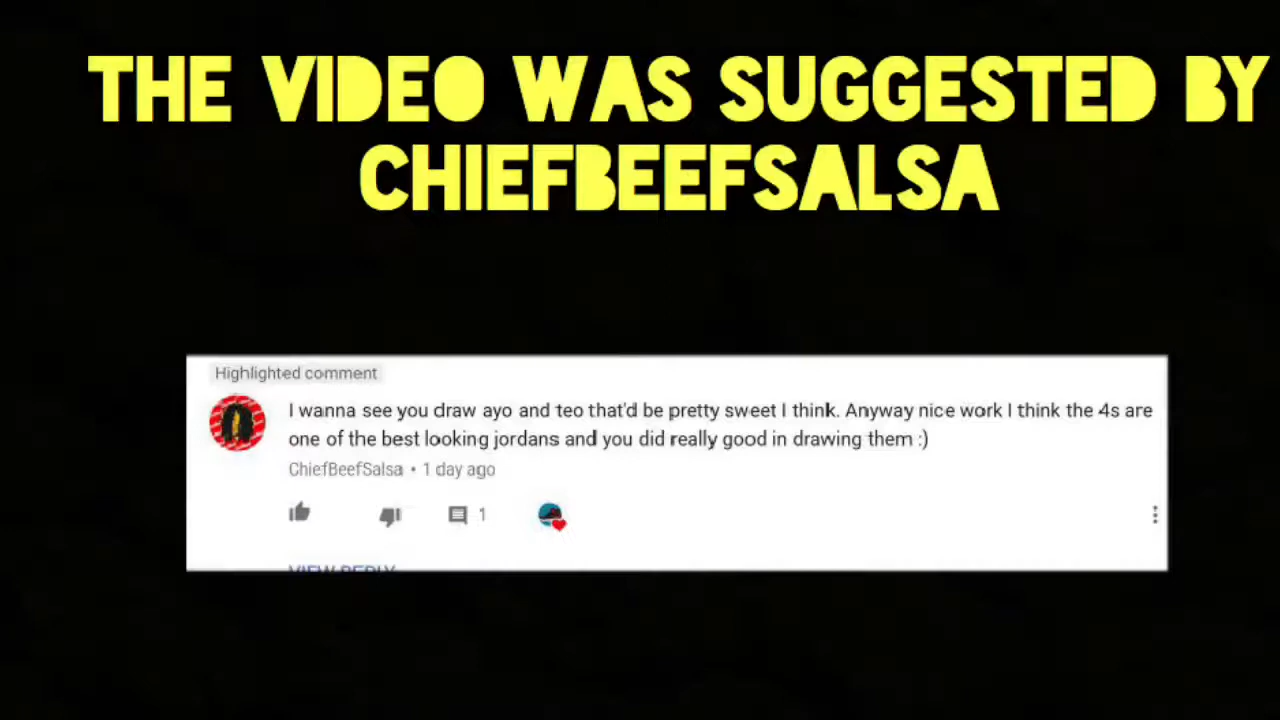 THE VIDEO WAS SUGGESTED BY
CHIEFBEEFSALSA
Highlighted comment
I wanna see you draw ayo and teo that'd be pretty sweet I think. Anyway nice work I think the 4s are
one of the best looking jordans and you did really good in drawing them :)
ChiefBeefSalsa • 1 day ago
1
VIEW REPLY